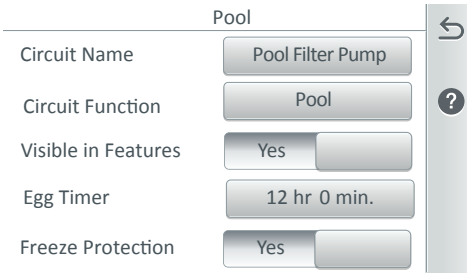 Pool
Circuit Name Pool Filter Pump
Circuit Function Pool
Visible in Features Yes
Egg Timer 12 hr 0 min.
Freeze Protection Yes
?